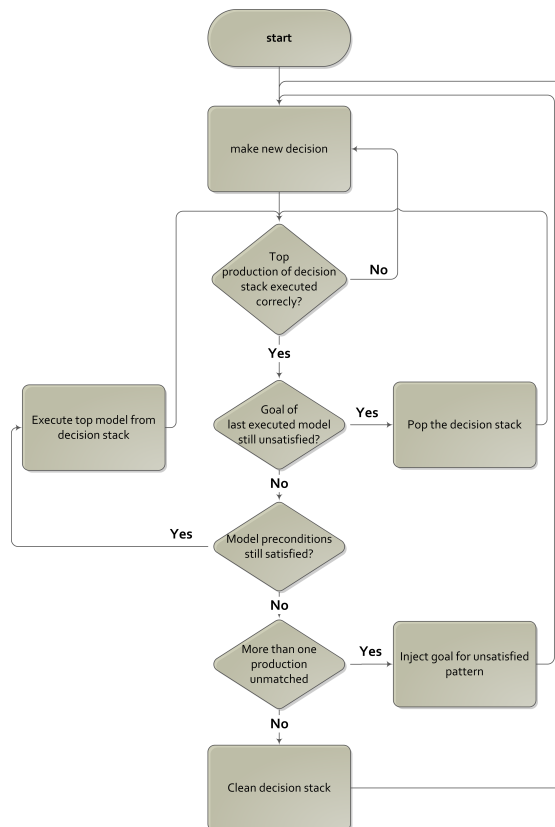 start
make new decision
Top
production of decision
stack executed
correcly?
No
Yes
Execute top model from
decision stack
Goal of
last executed model
still unsatisfied?
Yes
Pop the decision stack
No
Yes
Model preconditions
still satisfied?
No
More than one
production
unmatched
Yes
Inject goal for unsatisfied
pattern
No
Clean decision stack